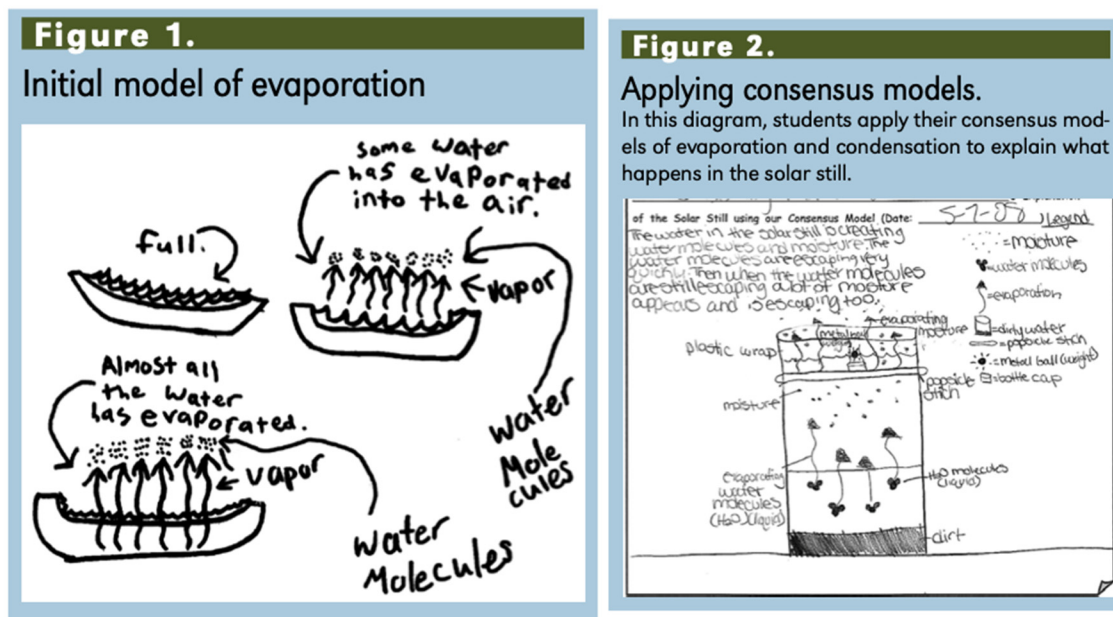 Figure 1.
Initial model of evaporation
full.
some water
has evaporated
into the air.
vapor
water
Mole
cules
Almost all
the water
has evaporated.
vapor
water
Molecules
Figure 2.
Applying consensus models.
In this diagram, students apply their consensus mod-
els of evaporation and condensation to explain what
happens in the solar still.
of the Solar Still using our Consensus Model (Date: 5-7-08 )
The water in the solar still is creating
water molecules and moisture. The
water molecules are escaping very
quickly. Then when the water molecules
are still escaping a lot of moisture
appears and is escaping too.
Legend
=moisture
=water molecules
=evaporation
=dirty water
=popsicle stick
=metal ball (weight)
=bottle cap
evaporating
moisture
plastic wrap
popsicle
stick
moisture
evaporating
water
molecules
(H2O)(liquid)
H2O molecules
(liquid)
dirt